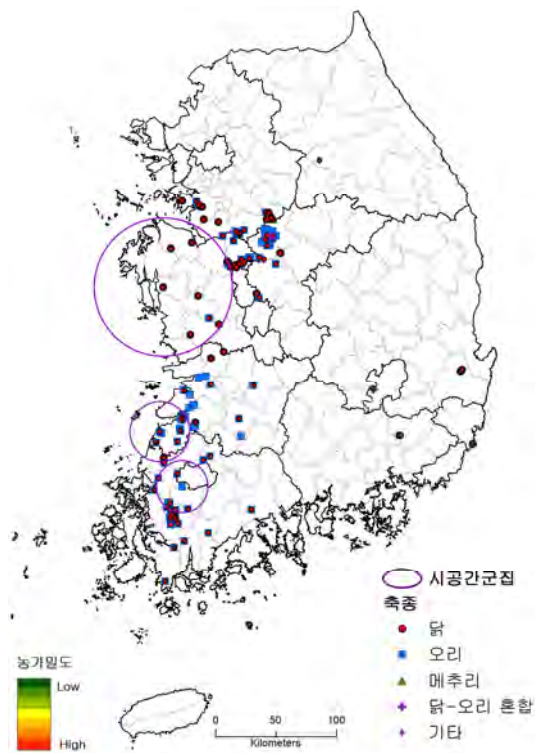 시공간군집
축종
닭
오리
메추리
닭-오리 혼합
기타
농가밀도
Low
High
0 50 100
Kilometers